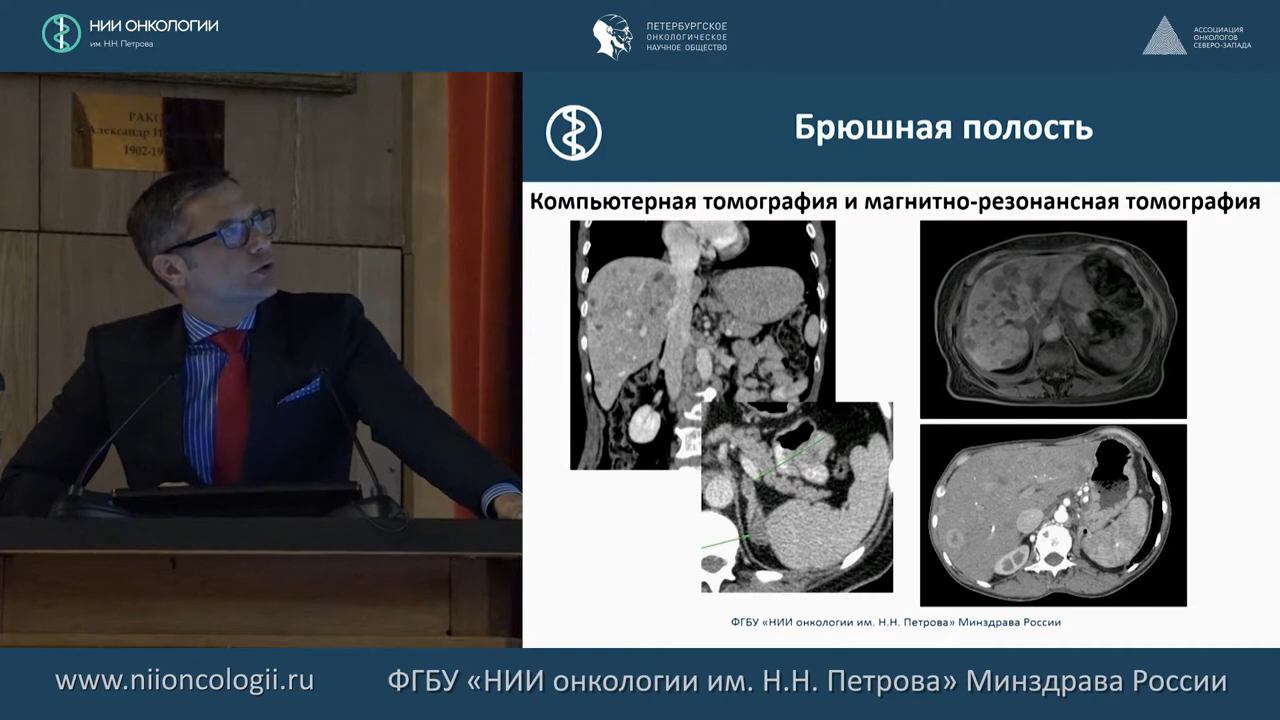 НИИ ОНКОЛОГИИ
им. Н.Н. Петрова
ПЕТЕРБУРГСКОЕ
ОНКОЛОГИЧЕСКОЕ
НАУЧНОЕ ОБЩЕСТВО
АССОЦИАЦИЯ
ОНКОЛОГОВ
СЕВЕРО-ЗАПАДА
РАКО
Александр И
1902-19
Брюшная полость
Компьютерная томография и магнитно-резонансная томография
ФГБУ «НИИ онкологии им. Н.Н. Петрова» Минздрава России
www.niioncologii.ru
ФГБУ «НИИ онкологии им. Н.Н. Петрова» Минздрава России